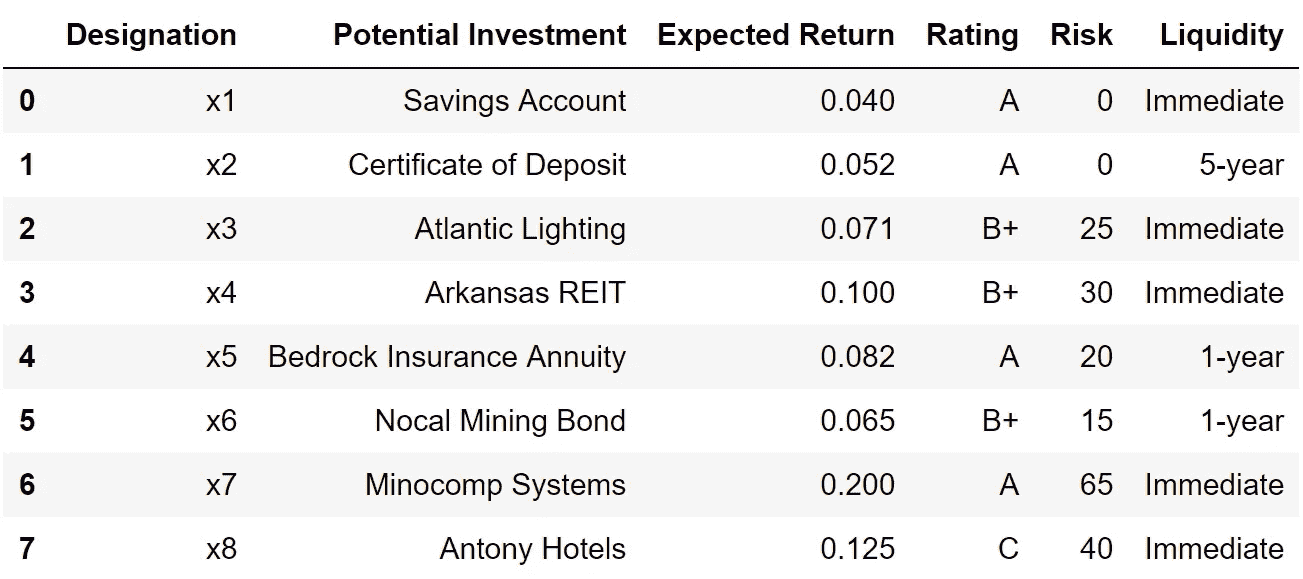 Designation Potential Investment Expected Return Rating Risk Liquidity
0 x1 Savings Account 0.040 A 0 Immediate
1 x2 Certificate of Deposit 0.052 A 0 5-year
2 x3 Atlantic Lighting 0.071 B+ 25 Immediate
3 x4 Arkansas REIT 0.100 B+ 30 Immediate
4 x5 Bedrock Insurance Annuity 0.082 A 20 1-year
5 x6 Nocal Mining Bond 0.065 B+ 15 1-year
6 x7 Minocomp Systems 0.200 A 65 Immediate
7 x8 Antony Hotels 0.125 C 40 Immediate